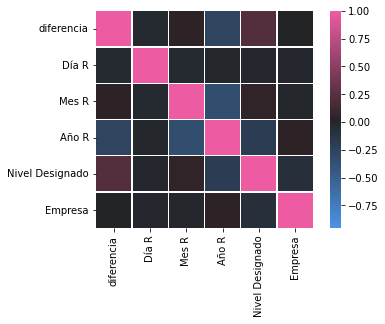 diferencia
Día R
Mes R
Año R
Nivel Designado
Empresa
diferencia
Día R
Mes R
Año R
Nivel Designado
Empresa
1.00
0.75
0.50
0.25
0.00
−0.25
−0.50
−0.75